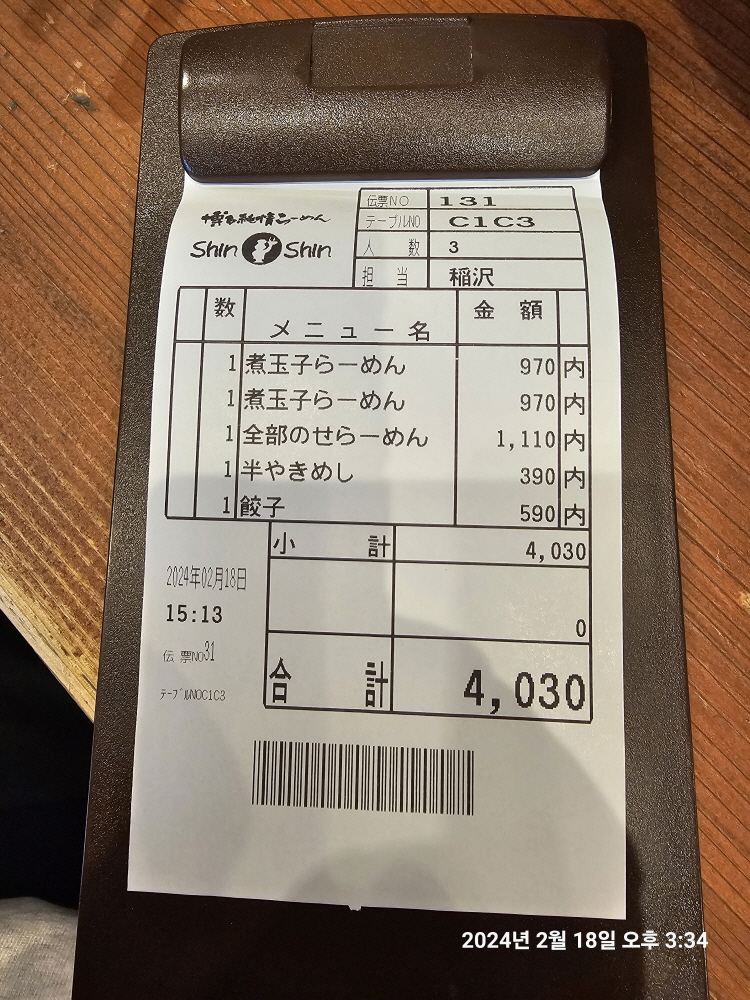 博多純情らーめん
Shin Shin
伝票NO 131
テーブルNO C1C3
人 数 3
担 当 稲沢
数 メニュー名 金 額
1 煮玉子らーめん 970 内
1 煮玉子らーめん 970 内
1 全部のせらーめん 1,110 内
1 半やきめし 390 内
1 餃子 590 内
小 計 4,030
0
合 計 4,030
2024年02月18日
15:13
伝 票No31
テーブルNOC1C3
2024년 2월 18일 오후 3:34